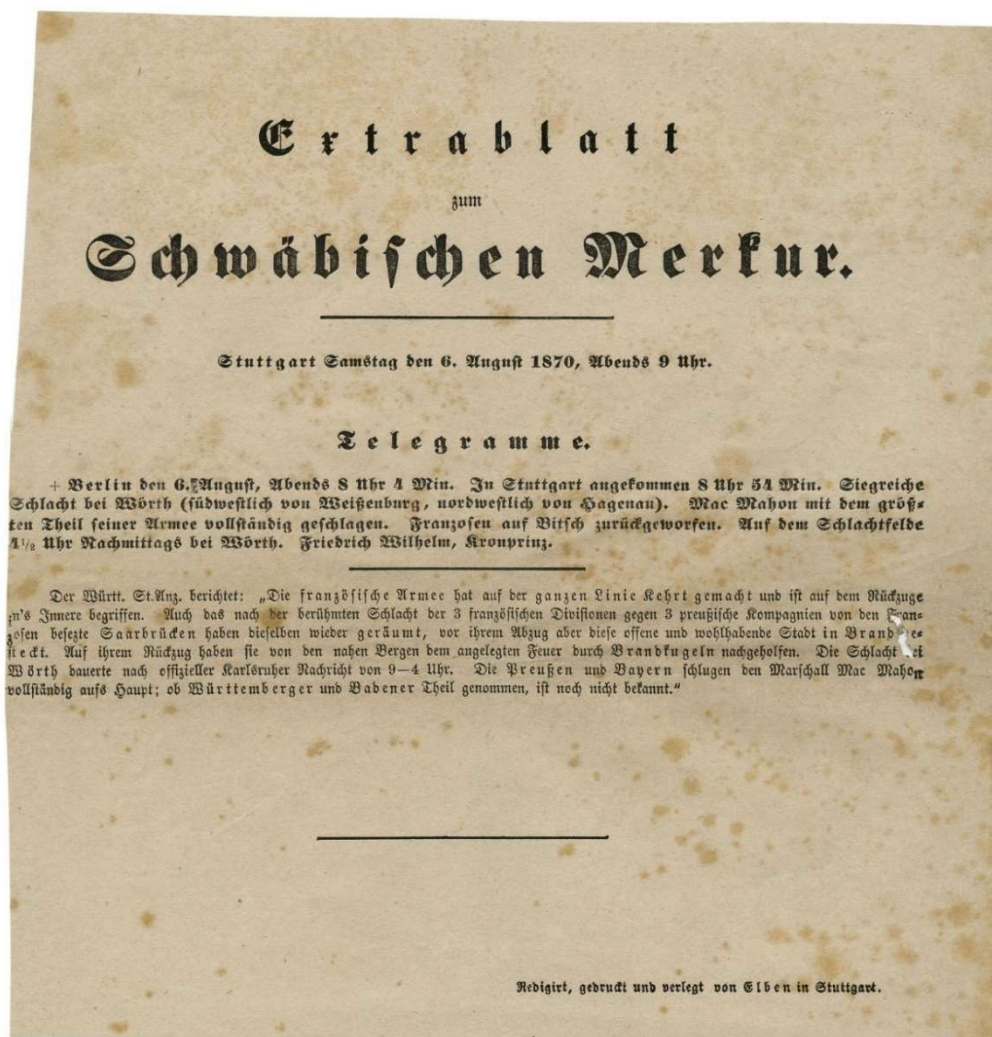 Extrablatt
zum
Schwäbischen Merkur.
Stuttgart Samstag den 6. August 1870, Abends 9 Uhr.
Telegramme.
+ Berlin den 6. August, Abends 8 Uhr 4 Min. In Stuttgart angekommen 8 Uhr 54 Min. Siegreiche
Schlacht bei Wörth (südwestlich von Weißenburg, nordwestlich von Hagenau). Mac Mahon mit dem größ-
ten Theil seiner Armee vollständig geschlagen. Franzosen auf Bitsch zurückgeworfen. Auf dem Schlachtfelde
4½ Uhr Nachmittags bei Wörth. Friedrich Wilhelm, Kronprinz.
Der Württ. St.Anz. berichtet: „Die französische Armee hat auf der ganzen Linie Kehrt gemacht und ist auf dem Rückzuge
in's Innere begriffen. Auch das nach der berühmten Schlacht der 3 französischen Divisionen gegen 3 preußische Kompagnien von den Fran-
zosen besezte Saarbrücken haben dieselben wieder geräumt, vor ihrem Abzug aber diese offene und wohlhabende Stadt in Brand ge-
steckt. Auf ihrem Rückzug haben sie von den nahen Bergen dem angelegten Feuer durch Brandkugeln nachgeholfen. Die Schlacht bei
Wörth dauerte nach offizieller Karlsruher Nachricht von 9—4 Uhr. Die Preußen und Bayern schlugen den Marschall Mac Mahon
vollständig aufs Haupt; ob Württemberger und Badener Theil genommen, ist noch nicht bekannt."
Redigirt, gedruckt und verlegt von Elben in Stuttgart.